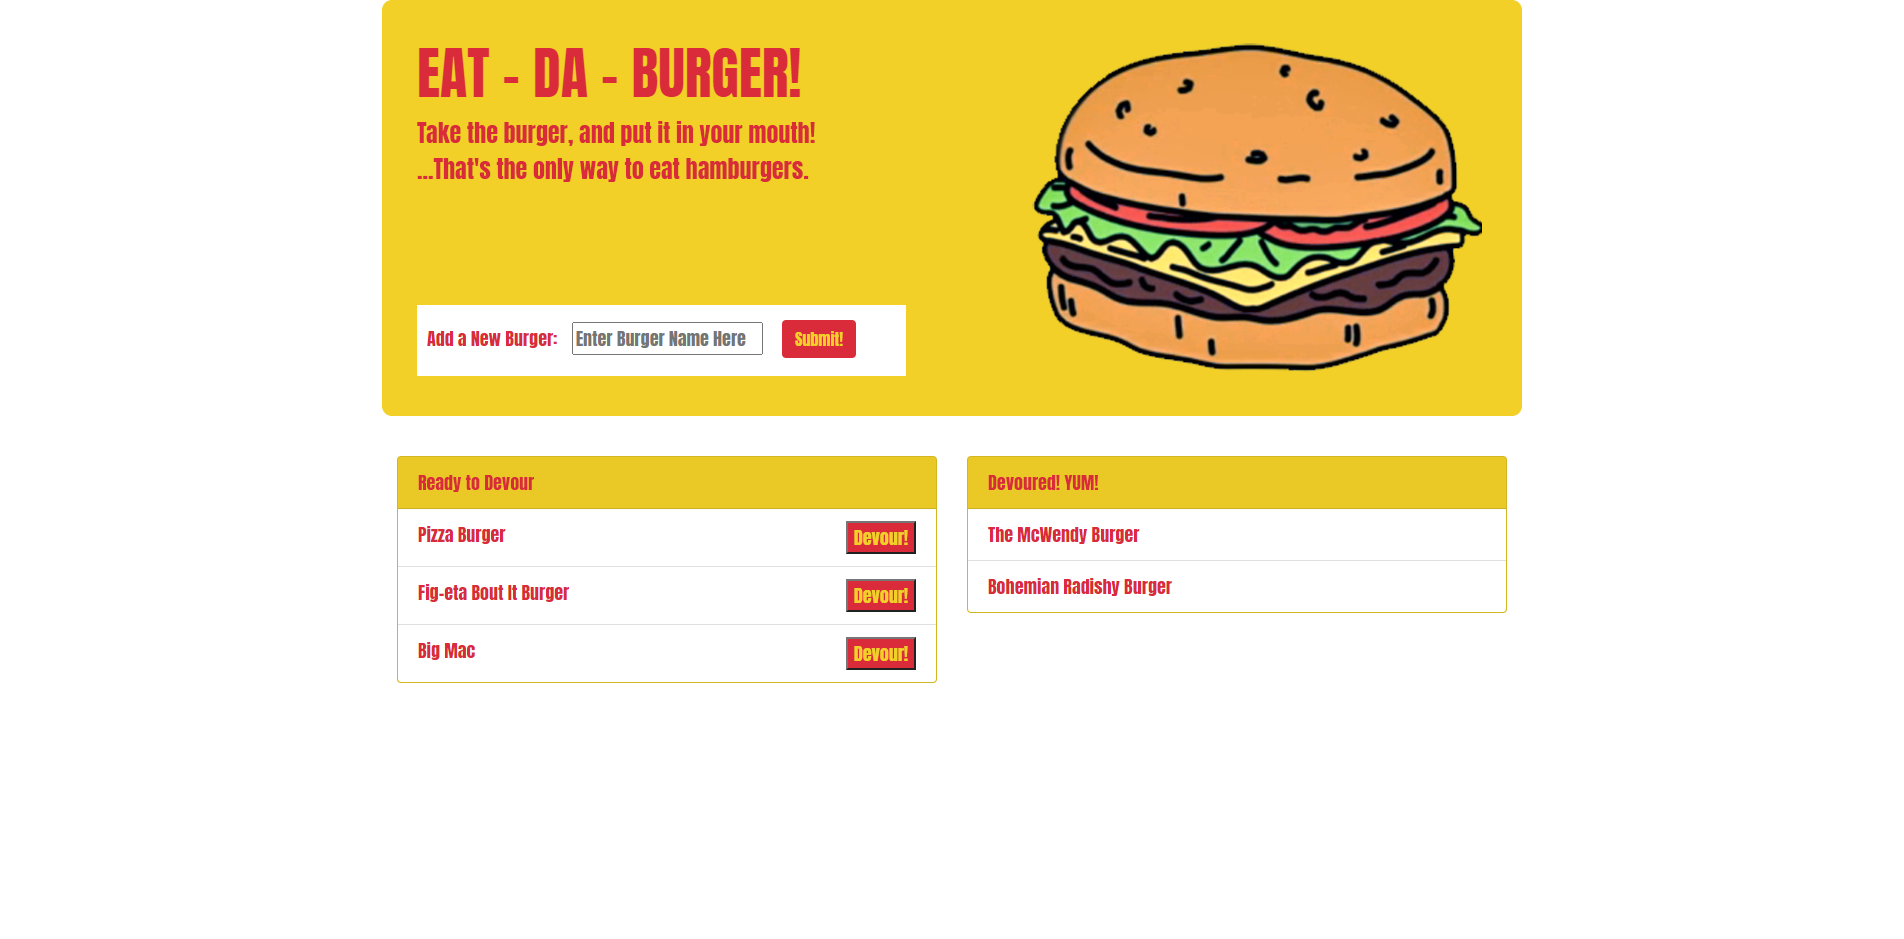 EAT - DA - BURGER!
Take the burger, and put it in your mouth!
...That's the only way to eat hamburgers.
Add a New Burger: Enter Burger Name Here Submit!
Ready to Devour
Pizza Burger Devour!
Fig-eta Bout It Burger Devour!
Big Mac Devour!
Devoured! YUM!
The McWendy Burger
Bohemian Radishy Burger